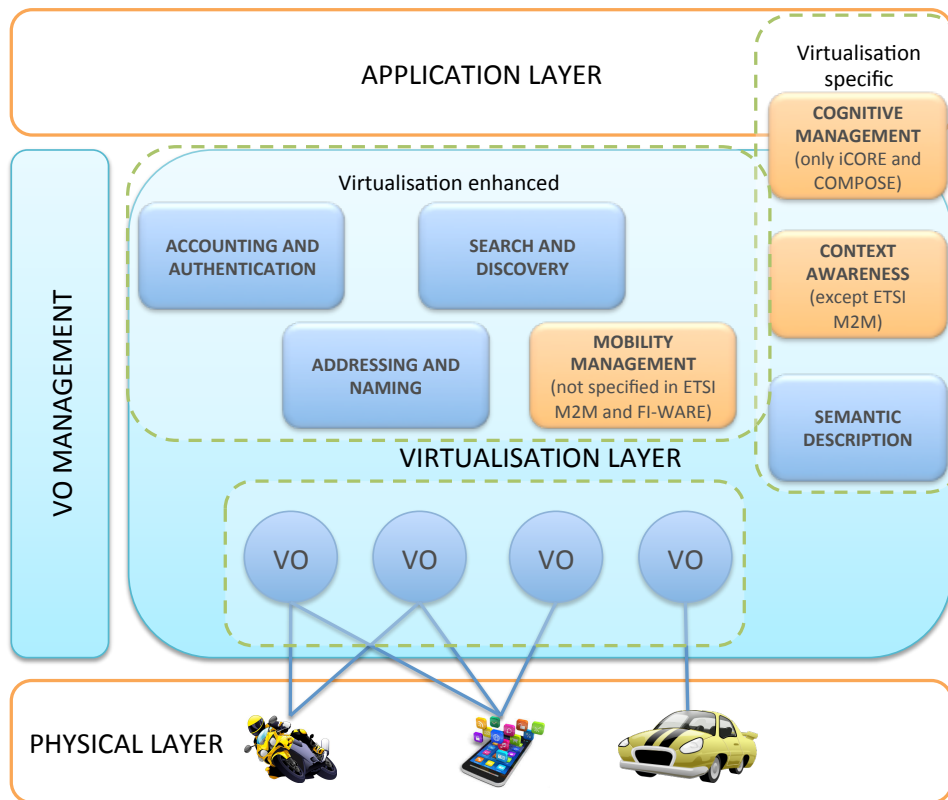 APPLICATION LAYER
Virtualisation
specific
COGNITIVE
MANAGEMENT
(only iCORE and
COMPOSE)
Virtualisation enhanced
ACCOUNTING AND
AUTHENTICATION
SEARCH AND
DISCOVERY
CONTEXT
AWARENESS
(except ETSI
M2M)
ADDRESSING AND
NAMING
MOBILITY
MANAGEMENT
(not specified in ETSI
M2M and FI-WARE)
SEMANTIC
DESCRIPTION
VO MANAGEMENT
VIRTUALISATION LAYER
VO
VO
VO
VO
PHYSICAL LAYER